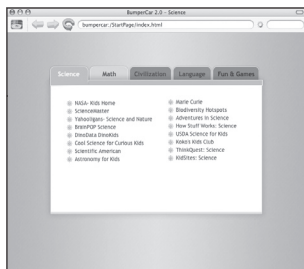 BumperCar 2.0 - Science
bumpercar:/StartPage/index.html
Science
Math
Civilization
Language
Fun & Games
NASA- Kids Home
ScienceMaster
Yahooligans- Science and Nature
BrainPOP Science
DinoData DinoKids
Cool Science for Curious Kids
Scientific American
Astronomy for Kids
Marie Curie
Biodiversity Hotspots
Adventures in Science
How Stuff Works: Science
USDA Science for Kids
Koko's Kids Club
ThinkQuest: Science
KidSites: Science